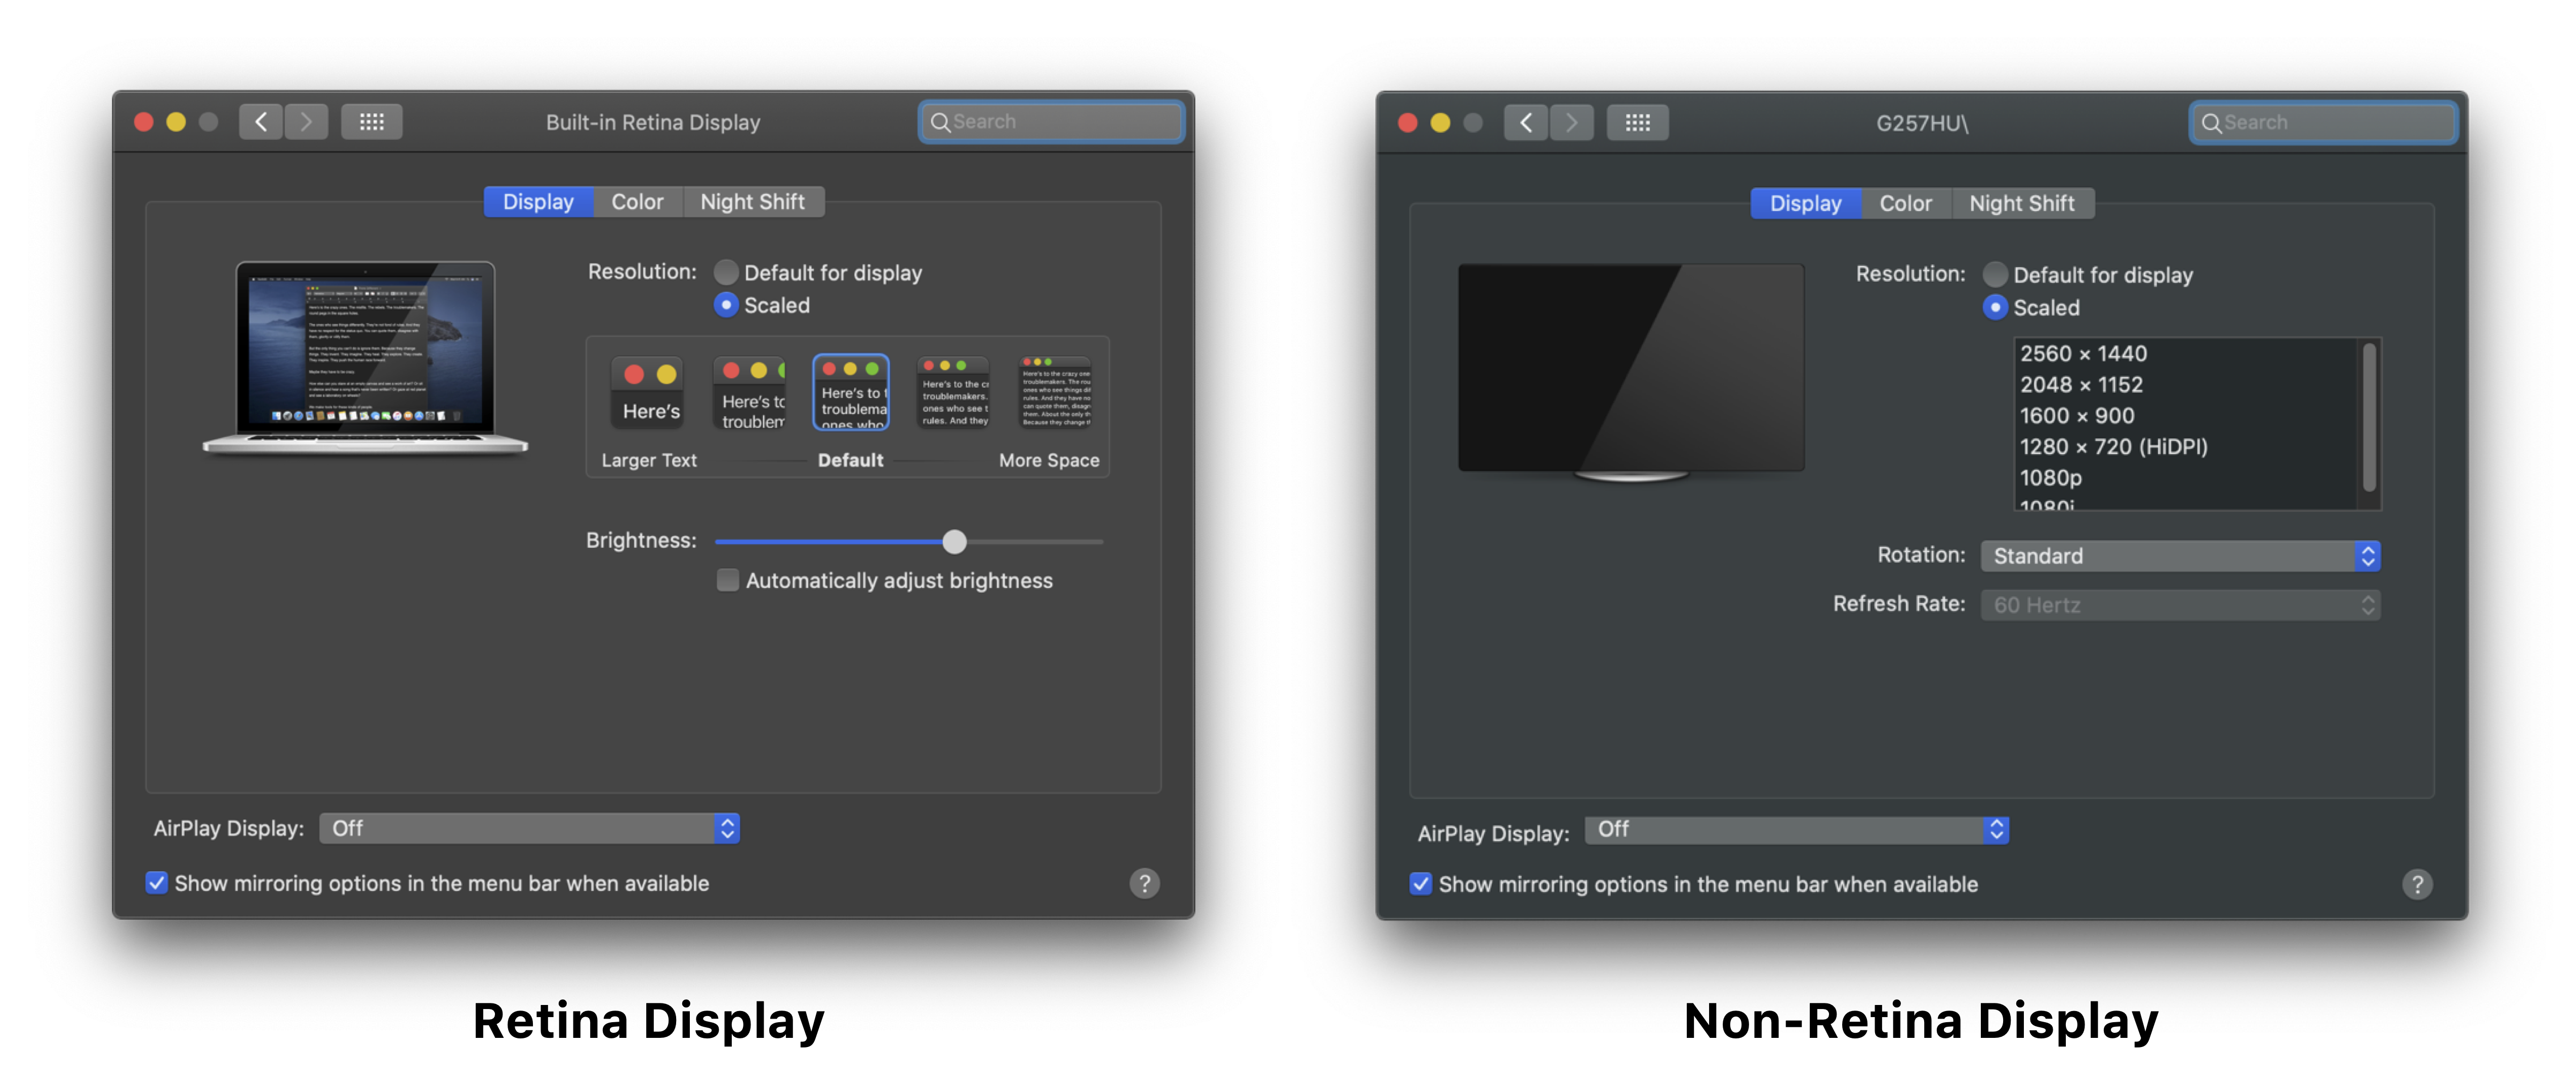 Built-in Retina Display
Search
Display Color Night Shift
Resolution: Default for display
Scaled
Here's
Here's to
troublem
Here's to t
troublema
ones who
Here's to the cr
troublemakers.
ones who see t
rules. And they
Here's to the crazy one
troublemakers. The rou
ones who see things dif
rules. And they have no
can quote them, disagr
them. About the only th
Because they change th
Larger Text Default More Space
Brightness:
Automatically adjust brightness
AirPlay Display: Off
Show mirroring options in the menu bar when available
?
Retina Display
G257HU\
Search
Display Color Night Shift
Resolution: Default for display
Scaled
2560 × 1440
2048 × 1152
1600 × 900
1280 × 720 (HiDPI)
1080p
1080i
Rotation: Standard
Refresh Rate: 60 Hertz
AirPlay Display: Off
Show mirroring options in the menu bar when available
?
Non-Retina Display